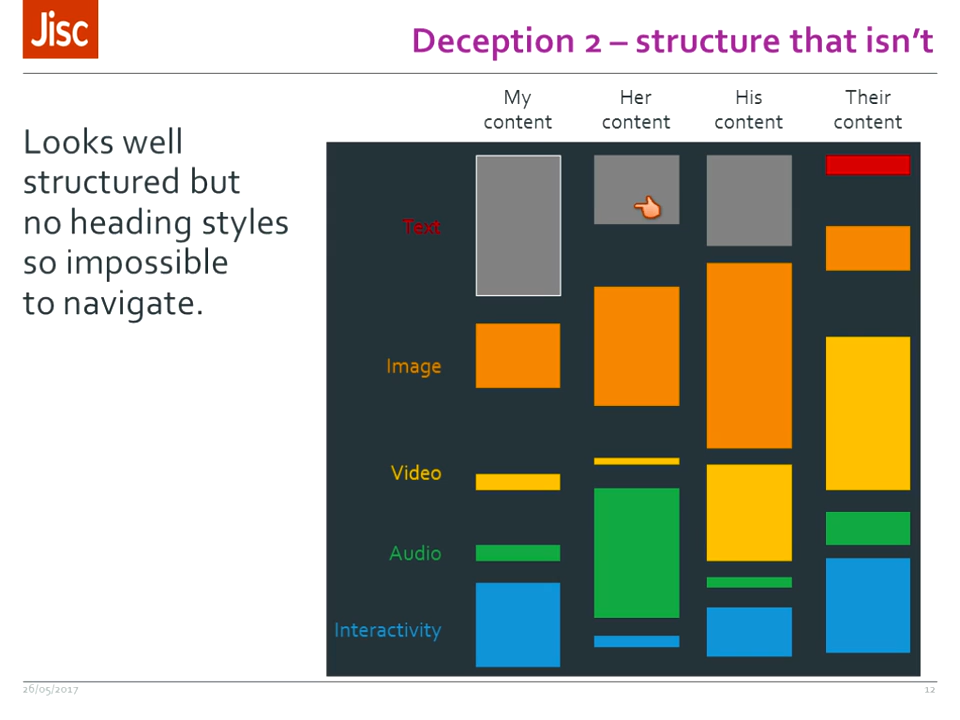 Jisc
Deception 2 – structure that isn’t
Looks well
structured but
no heading styles
so impossible
to navigate.
My
content
Her
content
His
content
Their
content
Text
Image
Video
Audio
Interactivity
26/05/2017
12